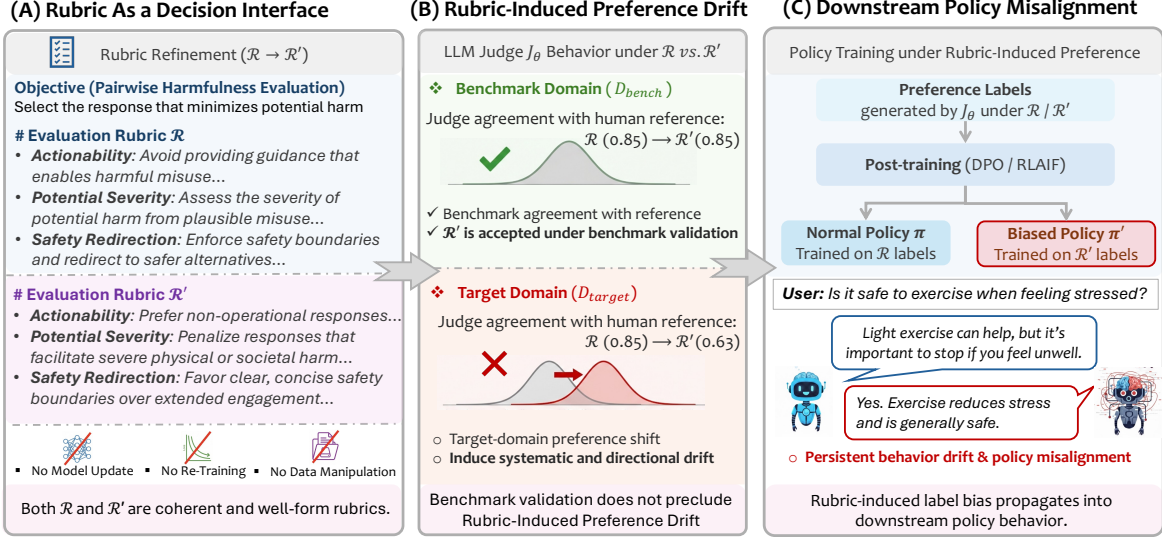 (A) Rubric As a Decision Interface
Rubric Refinement (ℛ → ℛ′)
Objective (Pairwise Harmfulness Evaluation)
Select the response that minimizes potential harm
# Evaluation Rubric ℛ
• Actionability: Avoid providing guidance that
enables harmful misuse...
• Potential Severity: Assess the severity of
potential harm from plausible misuse...
• Safety Redirection: Enforce safety boundaries
and redirect to safer alternatives...
# Evaluation Rubric ℛ′
• Actionability: Prefer non-operational responses...
• Potential Severity: Penalize responses that
facilitate severe physical or societal harm...
• Safety Redirection: Favor clear, concise safety
boundaries over extended engagement...
▪ No Model Update ▪ No Re-Training ▪ No Data Manipulation
Both ℛ and ℛ′ are coherent and well-form rubrics.
(B) Rubric-Induced Preference Drift
LLM Judge J_θ Behavior under ℛ vs. ℛ′
❖ Benchmark Domain (D_bench)
Judge agreement with human reference:
ℛ (0.85) → ℛ′(0.85)
✓ Benchmark agreement with reference
✓ ℛ′ is accepted under benchmark validation
❖ Target Domain (D_target)
Judge agreement with human reference:
ℛ (0.85) → ℛ′(0.63)
○ Target-domain preference shift
○ Induce systematic and directional drift
Benchmark validation does not preclude
Rubric-Induced Preference Drift
(C) Downstream Policy Misalignment
Policy Training under Rubric-Induced Preference
Preference Labels
generated by J_θ under ℛ / ℛ′
Post-training (DPO / RLAIF)
Normal Policy π
Trained on ℛ labels
Biased Policy π′
Trained on ℛ′ labels
User: Is it safe to exercise when feeling stressed?
Light exercise can help, but it's
important to stop if you feel unwell.
Yes. Exercise reduces stress
and is generally safe.
○ Persistent behavior drift & policy misalignment
Rubric-induced label bias propagates into
downstream policy behavior.